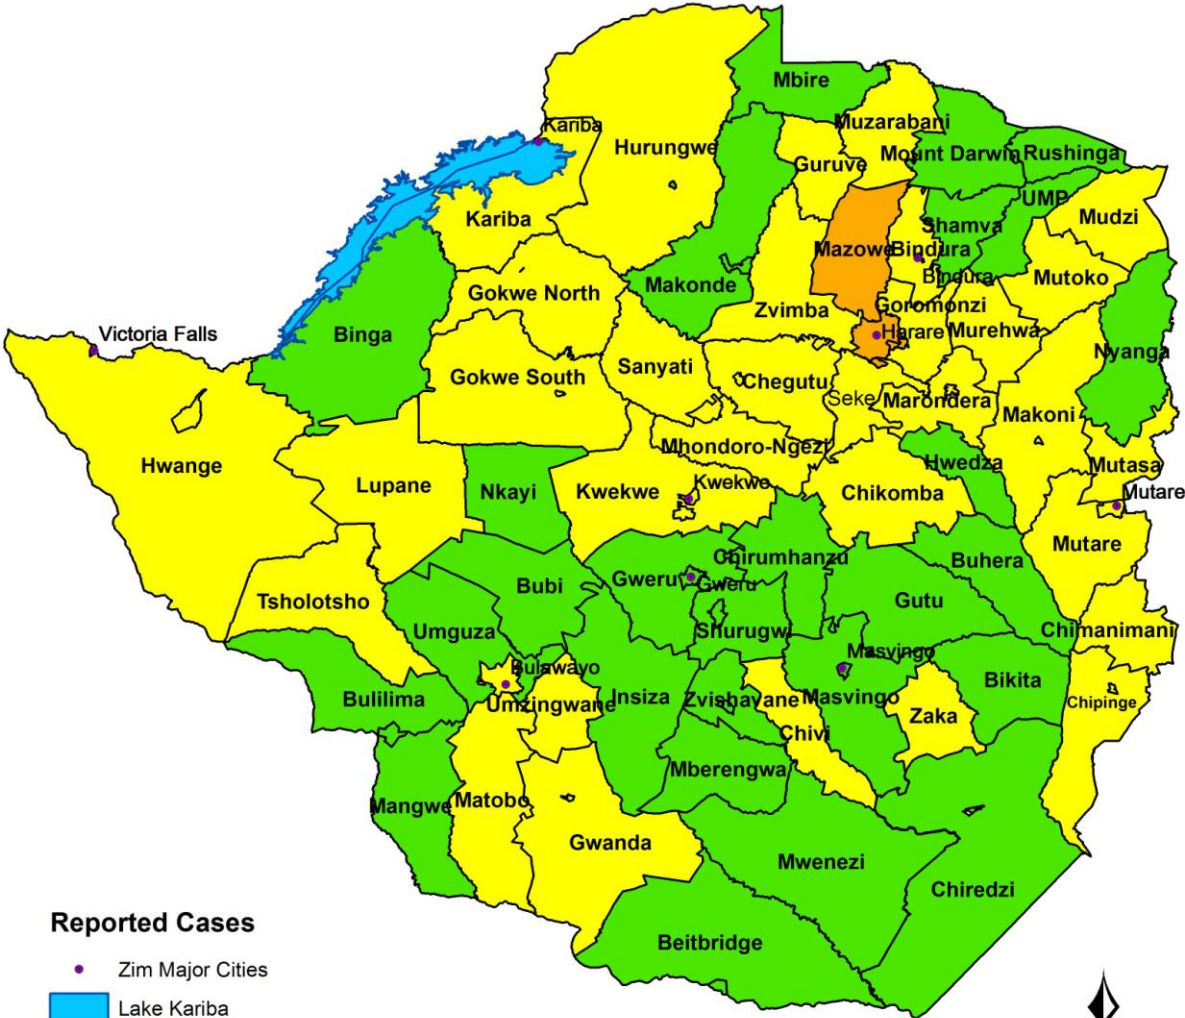 Mbire
Muzarabani
Kariba
Hurungwe
Guruve
Mount Darwin
Rushinga
UMP
Mudzi
Kariba
Shamva
Mazowe
Bindura
Bindura
Mutoko
Makonde
Gokwe North
Zvimba
Goromonzi
Binga
Victoria Falls
Harare
Murehwa
Nyanga
Sanyati
Gokwe South
Chegutu
Seke
Marondera
Makoni
Mhondoro-Ngezi
Hwange
Hwedza
Mutasa
Lupane
Nkayi
Kwekwe
Kwekwe
Chikomba
Mutare
Mutare
Chirumhanzu
Buhera
Bubi
Gweru
Gweru
Tsholotsho
Gutu
Umguza
Shurugwi
Chimanimani
Masvingo
Bulawayo
Bikita
Bulilima
Umzingwane
Insiza
Zvishavane
Masvingo
Chipinge
Zaka
Chivi
Mberengwa
Mangwe
Matobo
Gwanda
Mwenezi
Chiredzi
Beitbridge
Reported Cases
Zim Major Cities
Lake Kariba